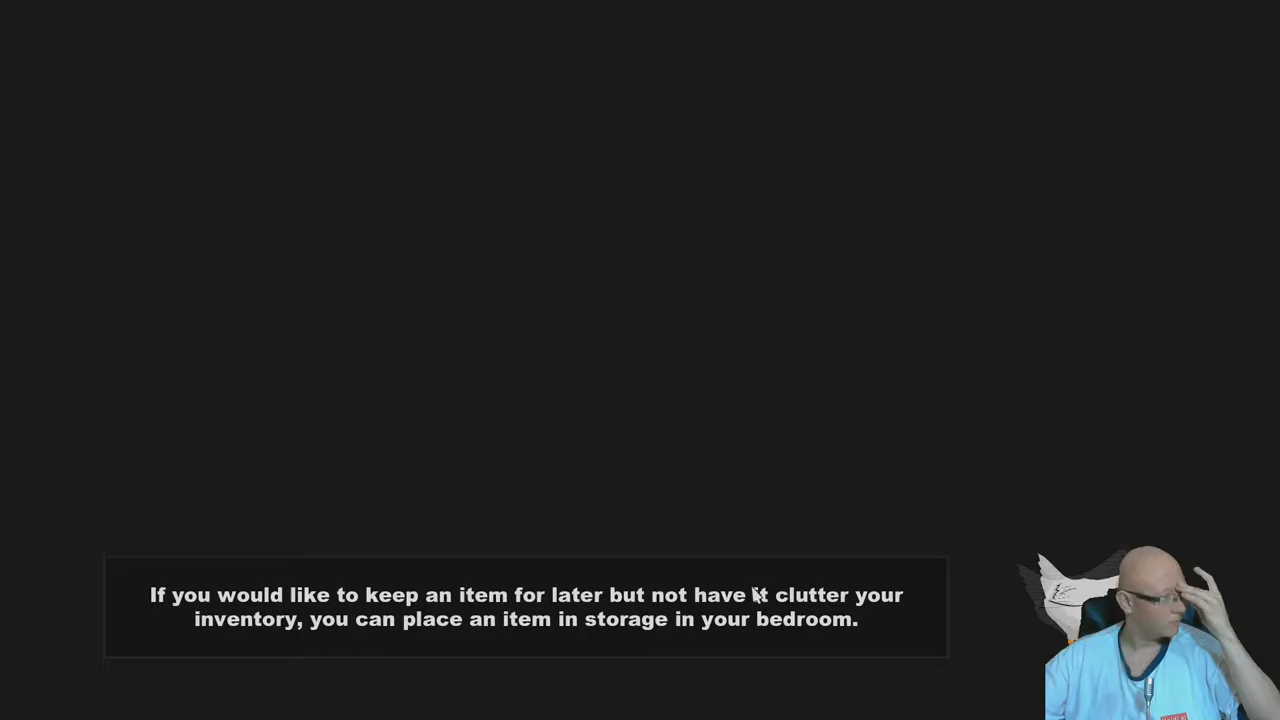 If you would like to keep an item for later but not have it clutter your
inventory, you can place an item in storage in your bedroom.